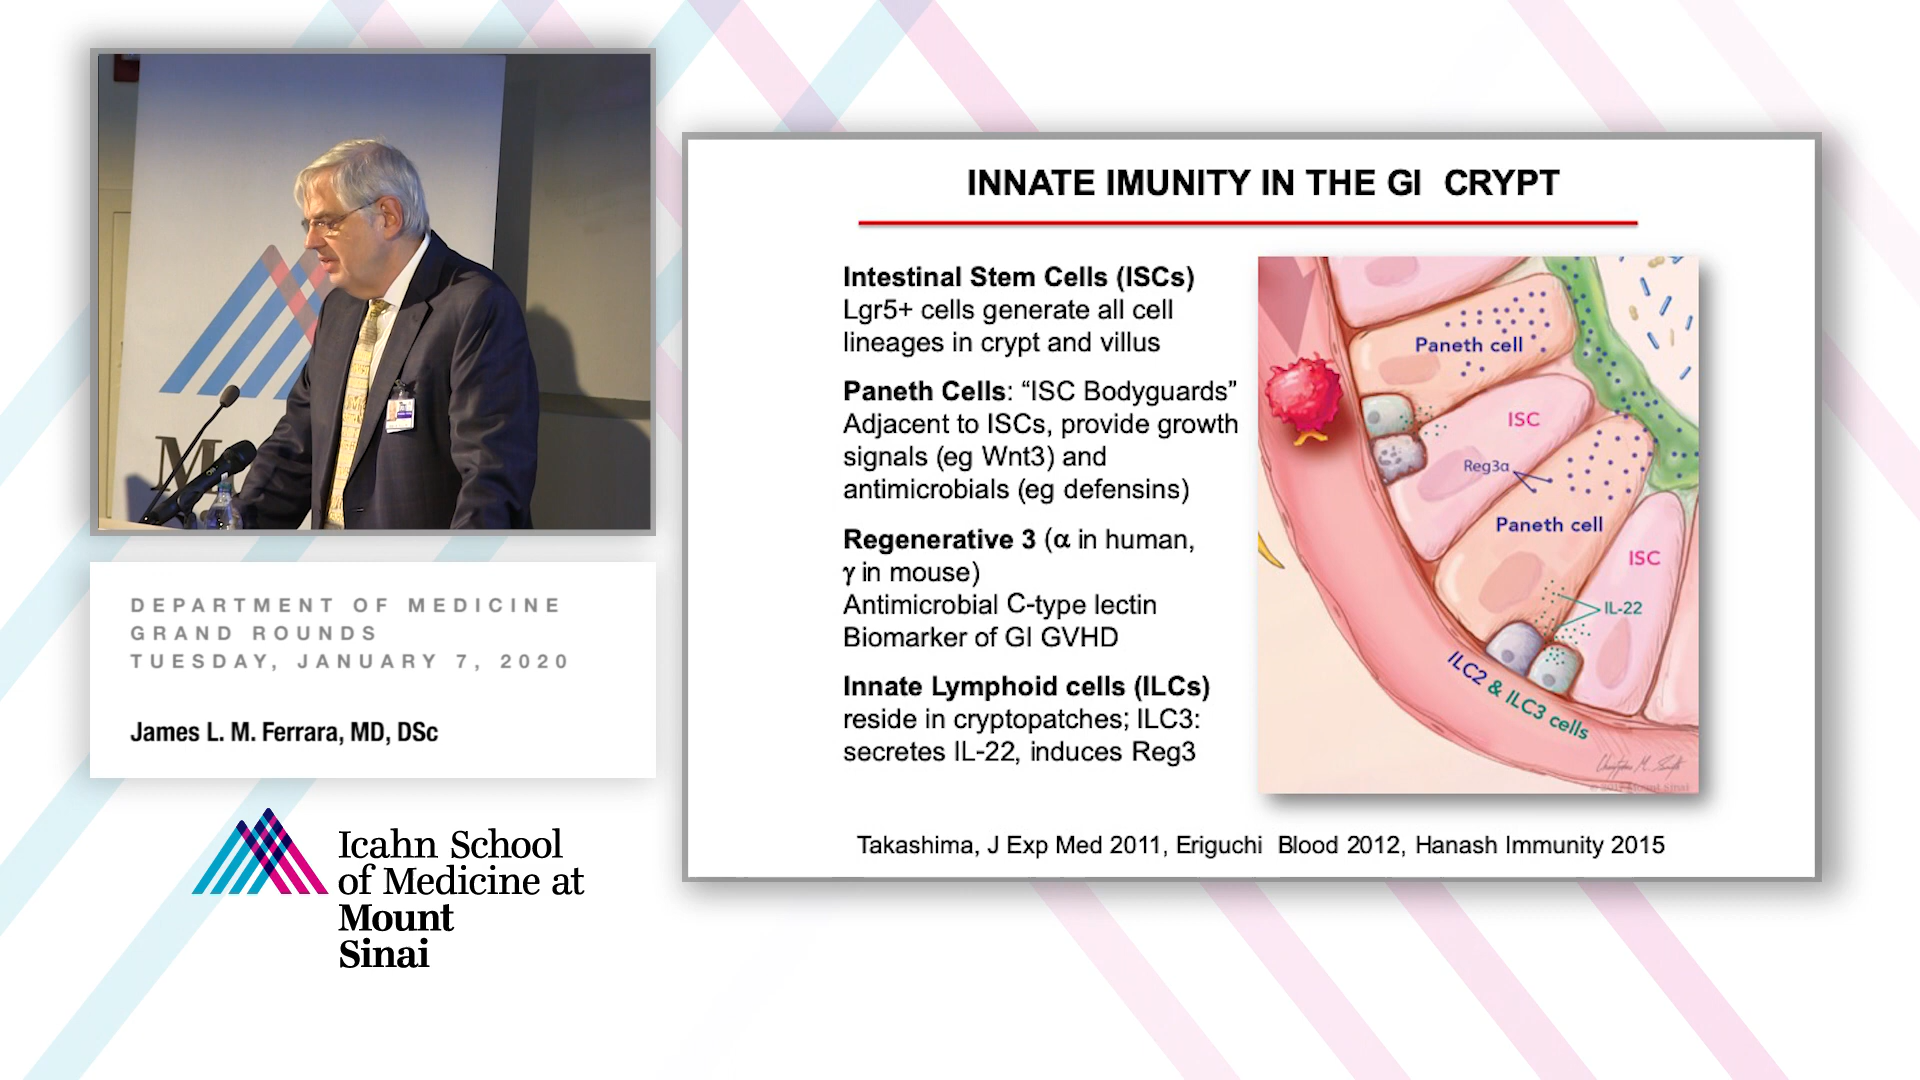 DEPARTMENT OF MEDICINE
GRAND ROUNDS
TUESDAY, JANUARY 7, 2020
James L. M. Ferrara, MD, DSc
Icahn School
of Medicine at
Mount
Sinai
INNATE IMUNITY IN THE GI CRYPT
Intestinal Stem Cells (ISCs)
Lgr5+ cells generate all cell
lineages in crypt and villus
Paneth Cells: “ISC Bodyguards”
Adjacent to ISCs, provide growth
signals (eg Wnt3) and
antimicrobials (eg defensins)
Regenerative 3 (α in human,
γ in mouse)
Antimicrobial C-type lectin
Biomarker of GI GVHD
Innate Lymphoid cells (ILCs)
reside in cryptopatches; ILC3:
secretes IL-22, induces Reg3
Paneth cell
ISC
Reg3α
Paneth cell
ISC
IL-22
ILC2 & ILC3 cells
Takashima, J Exp Med 2011, Eriguchi Blood 2012, Hanash Immunity 2015